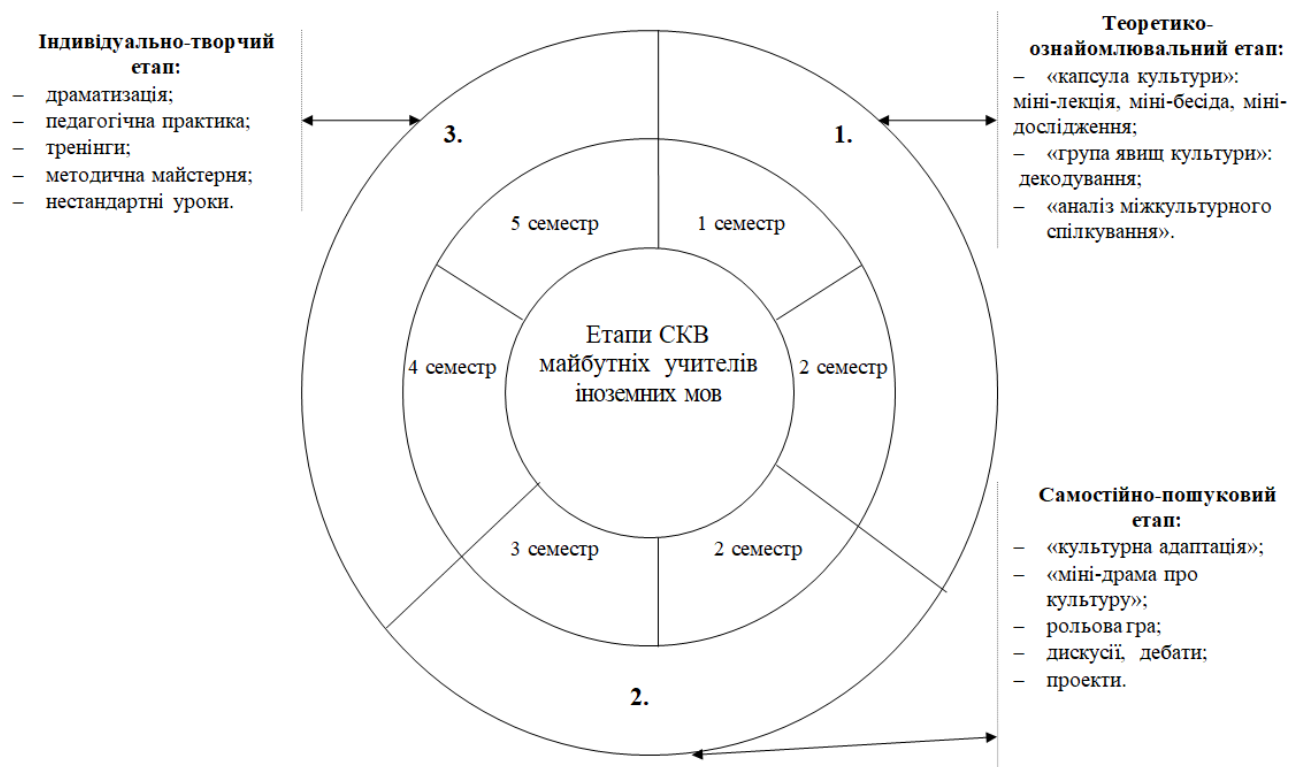 Індивідуально-творчий
етап:
– драматизація;
– педагогічна практика;
– тренінги;
– методична майстерня;
– нестандартні уроки.
Теоретико-
ознайомлювальний етап:
– «капсула культури»:
міні-лекція, міні-бесіда, міні-
дослідження;
– «група явищ культури»:
декодування;
– «аналіз міжкультурного
спілкування».
3.
1.
5 семестр
1 семестр
Етапи СКВ
майбутніх учителів
іноземних мов
4 семестр
2 семестр
3 семестр
2 семестр
2.
Самостійно-пошуковий
етап:
– «культурна адаптація»;
– «міні-драма про
культуру»;
– рольова гра;
– дискусії, дебати;
– проекти.